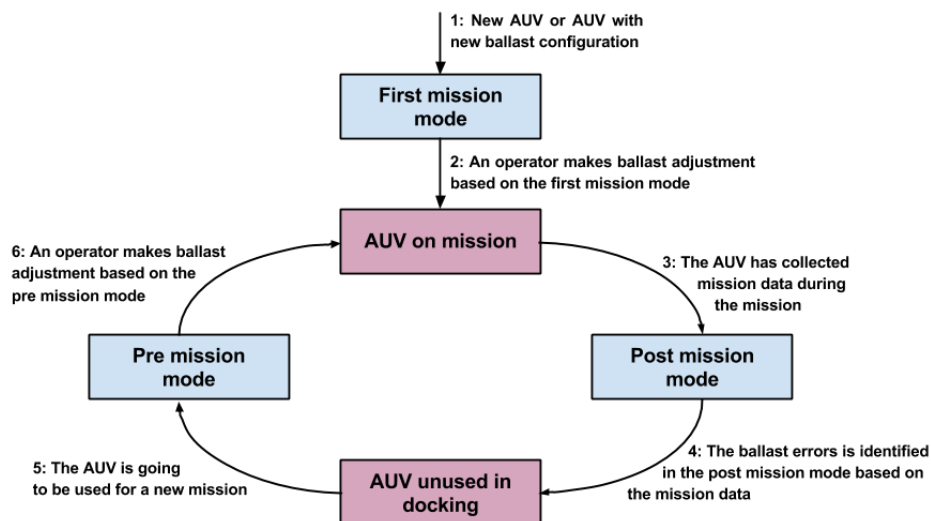 1: New AUV or AUV with
new ballast configuration
First mission
mode
2: An operator makes ballast adjustment
based on the first mission mode
AUV on mission
6: An operator makes ballast
adjustment based on the
pre mission mode
3: The AUV has collected
mission data during
the mission
Pre mission
mode
Post mission
mode
4: The ballast errors is identified
in the post mission mode based on
the mission data
5: The AUV is going
to be used for a new mission
AUV unused in
docking